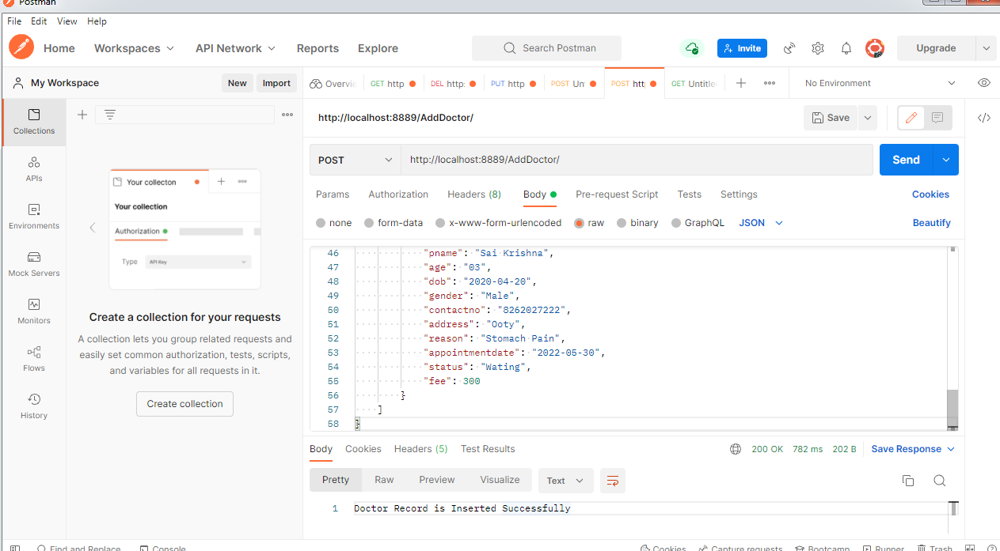 Postman
File Edit View Help
Home Workspaces API Network Reports Explore Search Postman Invite Upgrade
My Workspace New Import Overvie GET http DEL http: PUT http POST Un POST htt GET Untitle No Environment
Collections
APIs
Environments
Mock Servers
Monitors
Flows
History
Your collecton
Your collection
Authorization
Type API Key
Create a collection for your requests
A collection lets you group related requests and
easily set common authorization, tests, scripts,
and variables for all requests in it.
Create collection
http://localhost:8889/AddDoctor/ Save
POST http://localhost:8889/AddDoctor/ Send
Params Authorization Headers (8) Body Pre-request Script Tests Settings Cookies
none form-data x-www-form-urlencoded raw binary GraphQL JSON Beautify
46 "pname": "Sai Krishna",
47 "age": "03",
48 "dob": "2020-04-20",
49 "gender": "Male",
50 "contactno": "8262027222",
51 "address": "Ooty",
52 "reason": "Stomach Pain",
53 "appointmentdate": "2022-05-30",
54 "status": "Wating",
55 "fee": 300
56 }
57 ]
58 }
Body Cookies Headers (5) Test Results 200 OK 782 ms 202 B Save Response
Pretty Raw Preview Visualize Text
1 Doctor Record is Inserted Successfully
Find and Replace Console Cookies Capture requests Bootcamp Runner Trash